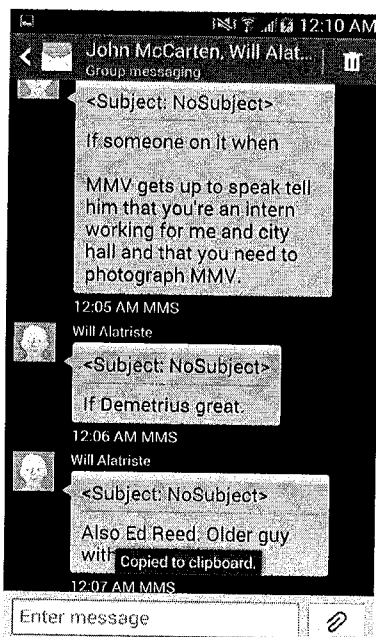 12:10 AM
John McCarten, Will Alat...
Group messaging
<Subject: NoSubject>
If someone on it when
MMV gets up to speak tell
him that you're an intern
working for me and city
hall and that you need to
photograph MMV.
12:05 AM MMS
Will Alatriste
<Subject: NoSubject>
If Demetrius great.
12:06 AM MMS
Will Alatriste
<Subject: NoSubject>
Also Ed Reed. Older guy
with
Copied to clipboard.
12:07 AM MMS
Enter message